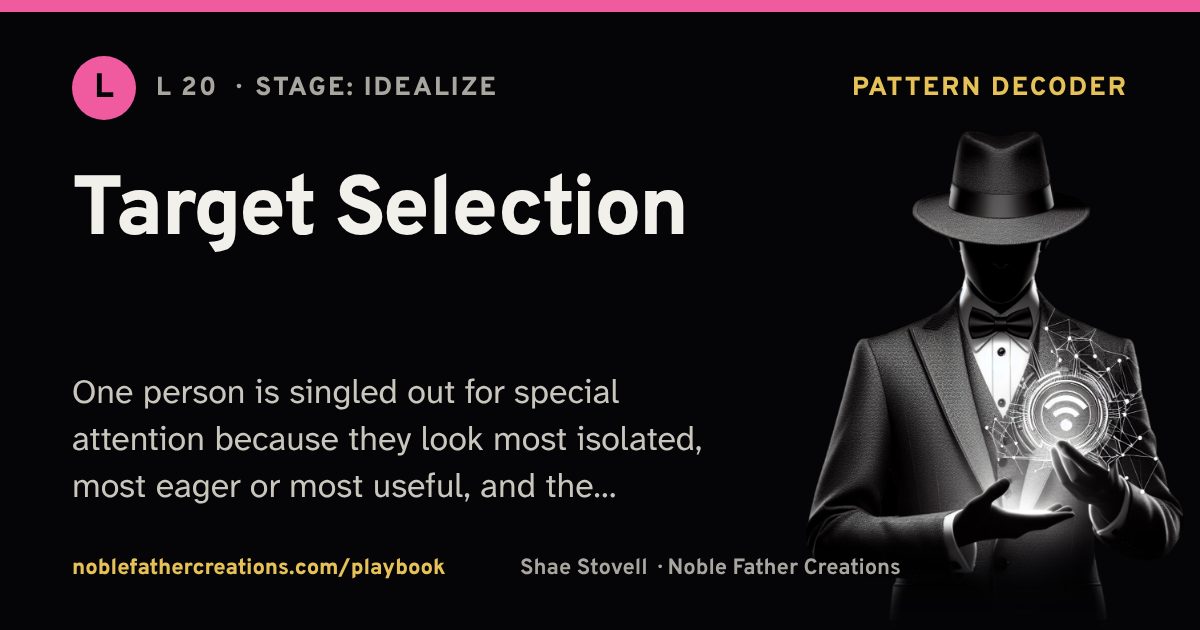 L
L 20 · STAGE: IDEALIZE
PATTERN DECODER
Target Selection
One person is singled out for special
attention because they look most isolated,
most eager or most useful, and the...
noblefathercreations.com/playbook
Shae Stovell · Noble Father Creations